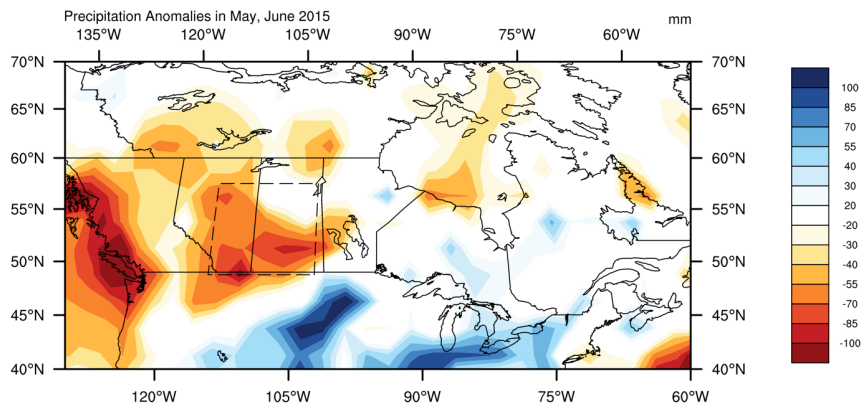 Precipitation Anomalies in May, June 2015
mm
135°W 120°W 105°W 90°W 75°W 60°W
70°N 70°N
65°N 65°N
60°N 60°N
55°N 55°N
50°N 50°N
45°N 45°N
40°N 40°N
120°W 105°W 90°W 75°W 60°W
100
85
70
60
40
30
20
-20
-30
-40
-55
-70
-85
-100